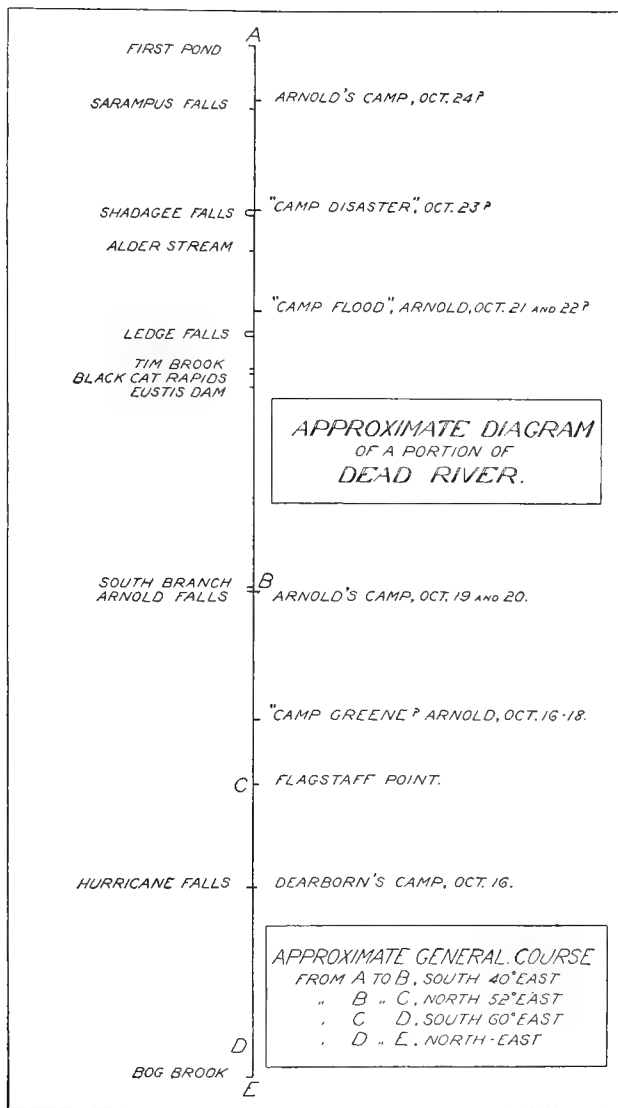 A
FIRST POND
ARNOLD'S CAMP, OCT. 24?
SARAMPUS FALLS
SHADAGEE FALLS
"CAMP DISASTER", OCT. 23?
ALDER STREAM
"CAMP FLOOD", ARNOLD, OCT. 21 AND 22?
LEDGE FALLS
TIM BROOK
BLACK CAT RAPIDS
EUSTIS DAM
APPROXIMATE DIAGRAM
OF A PORTION OF
DEAD RIVER.
SOUTH BRANCH
B
ARNOLD FALLS
ARNOLD'S CAMP, OCT. 19 AND 20.
"CAMP GREENE? ARNOLD, OCT. 16-18.
C
FLAGSTAFF POINT.
HURRICANE FALLS
DEARBORN'S CAMP, OCT. 16.
APPROXIMATE GENERAL COURSE
FROM A TO B, SOUTH 40° EAST
" B " C, NORTH 52° EAST
" C D, SOUTH 60° EAST
" D " E, NORTH-EAST
D
BOG BROOK
E